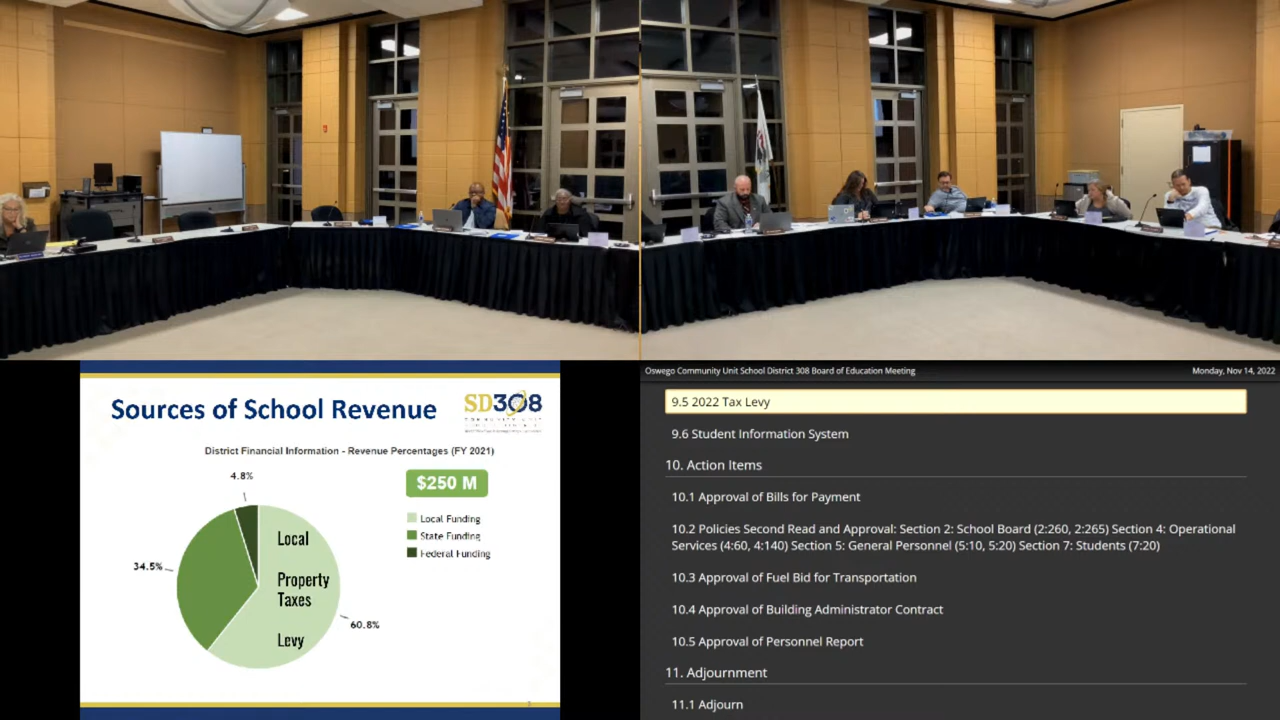 Sources of School Revenue
SD308
District Financial Information - Revenue Percentages (FY 2021)
4.8%
$250 M
Local Funding
State Funding
Federal Funding
Local
34.5%
Property
Taxes
60.8%
Levy
Oswego Community Unit School District 308 Board of Education Meeting
Monday, Nov 14, 2022
9.5 2022 Tax Levy
9.6 Student Information System
10. Action Items
10.1 Approval of Bills for Payment
10.2 Policies Second Read and Approval: Section 2: School Board (2:260, 2:265) Section 4: Operational
Services (4:60, 4:140) Section 5: General Personnel (5:10, 5:20) Section 7: Students (7:20)
10.3 Approval of Fuel Bid for Transportation
10.4 Approval of Building Administrator Contract
10.5 Approval of Personnel Report
11. Adjournment
11.1 Adjourn